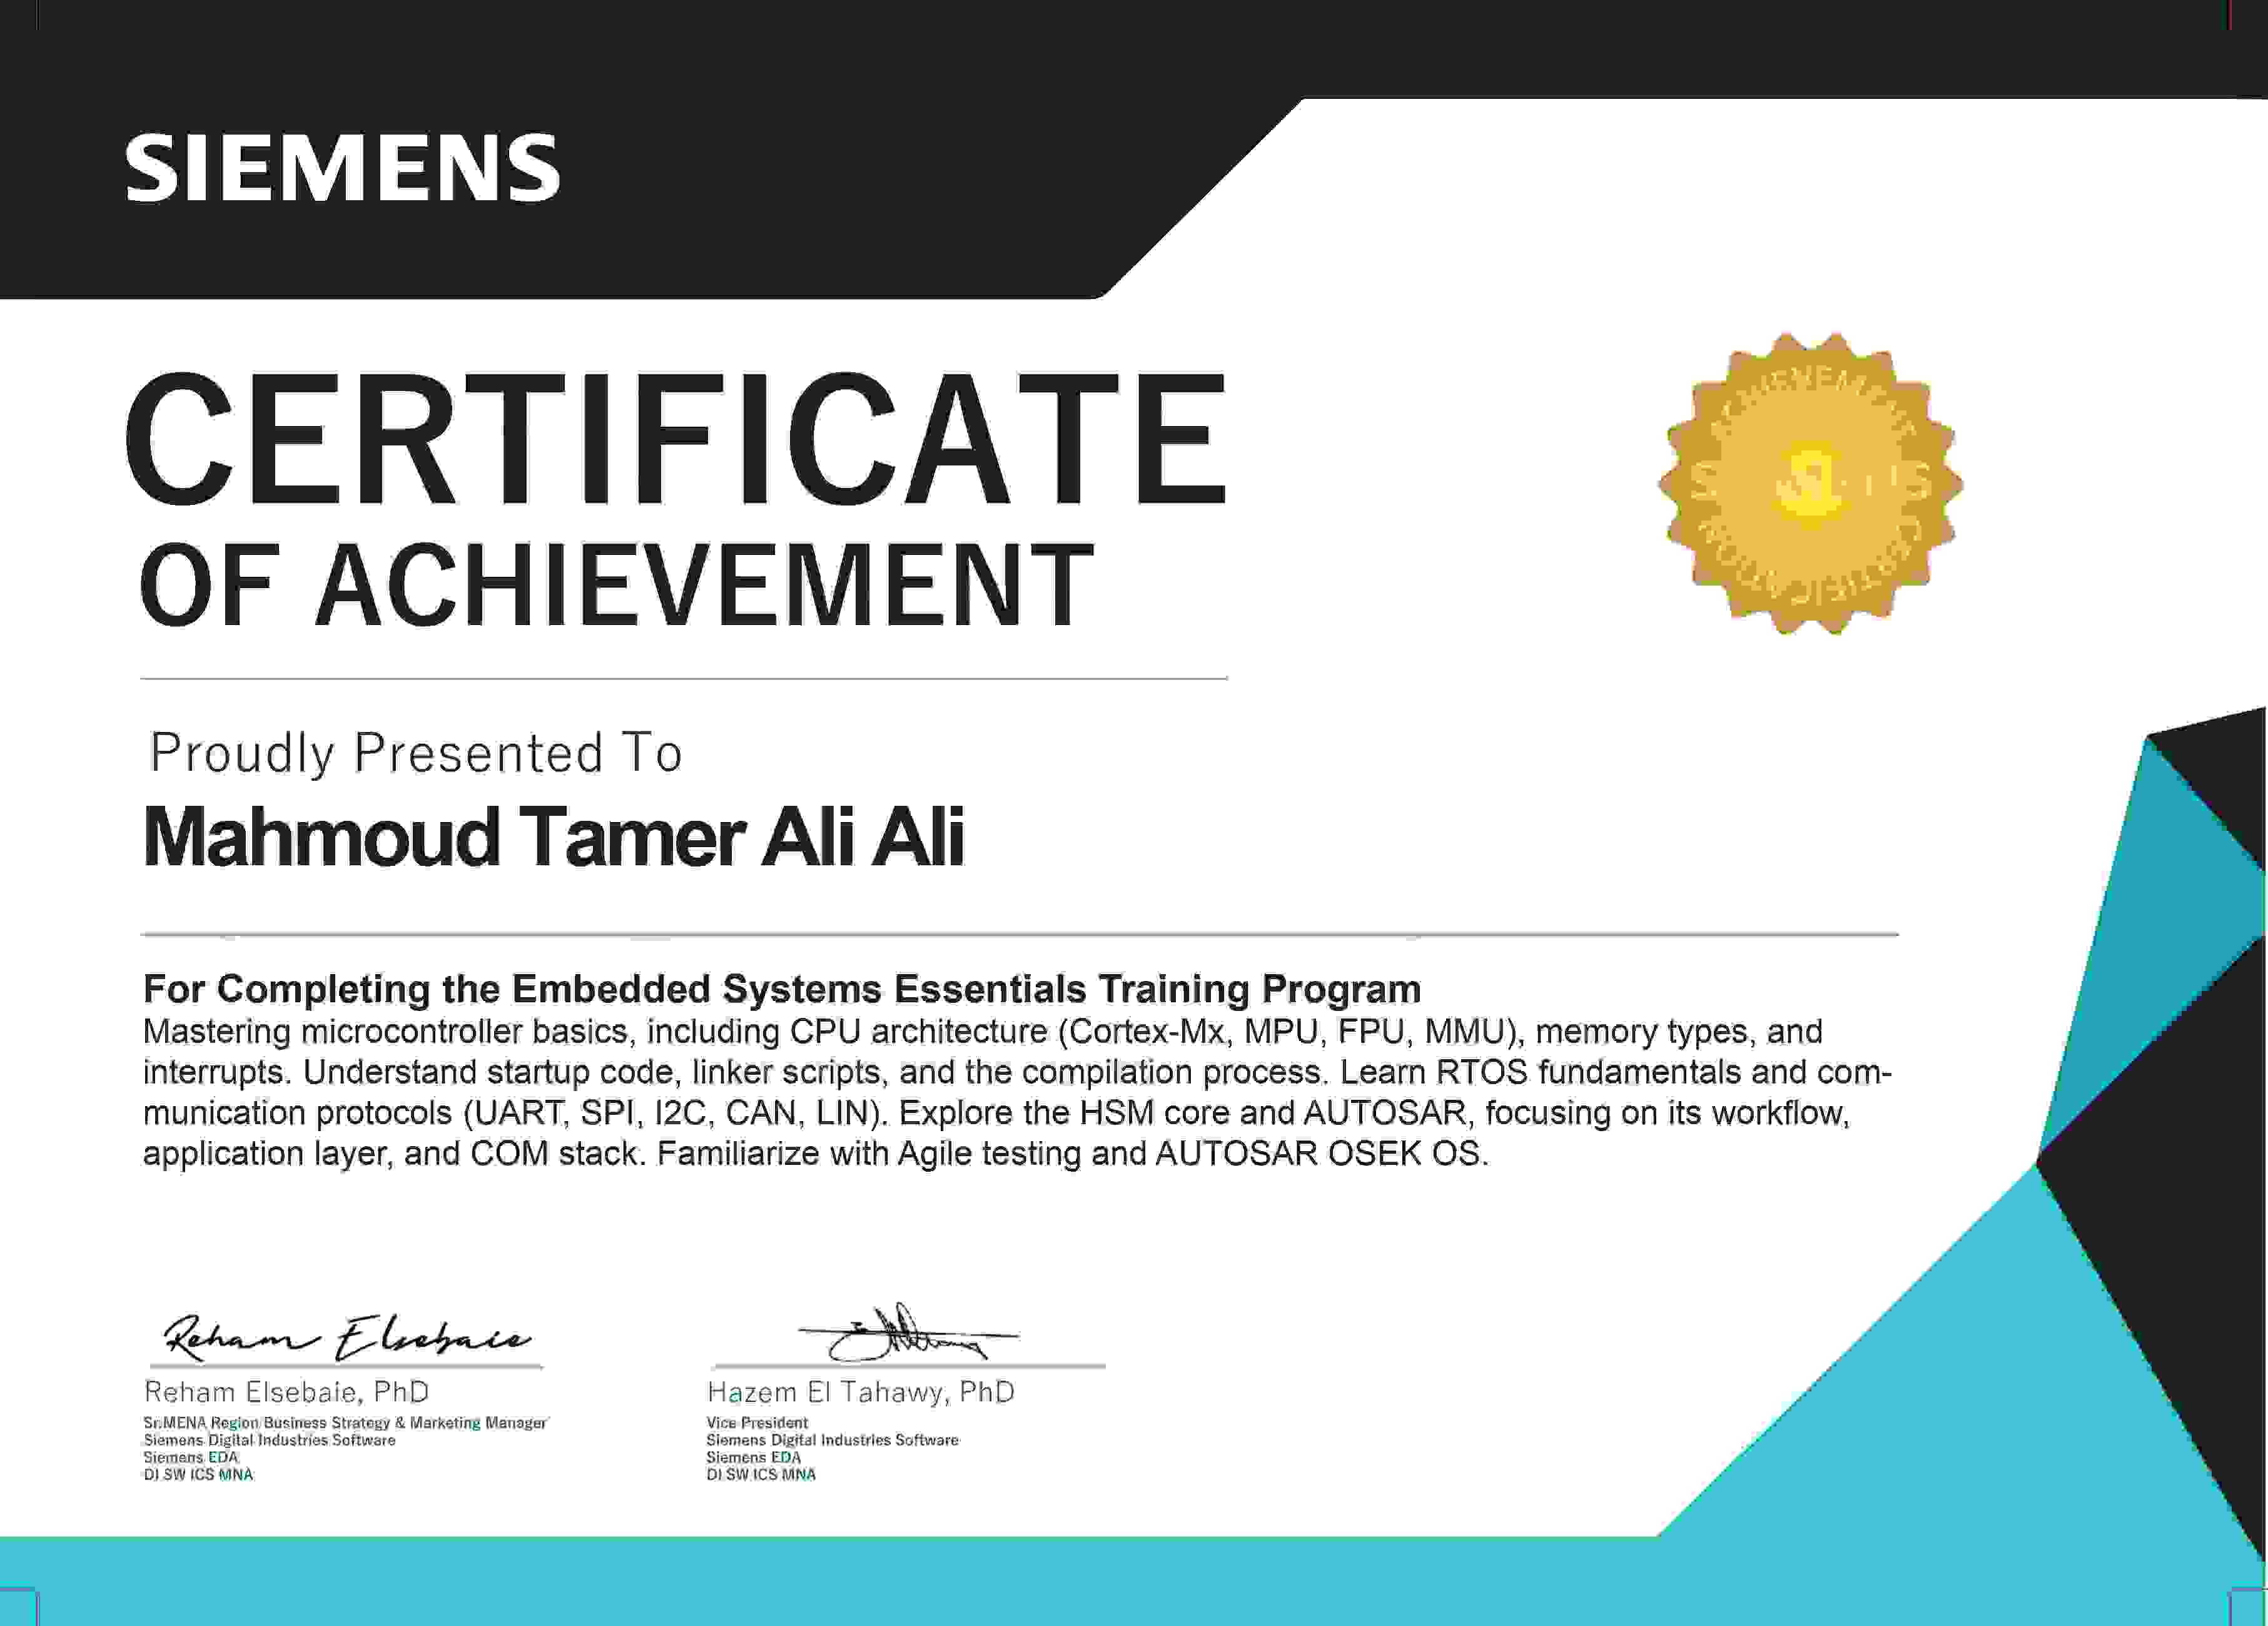 SIEMENS
CERTIFICATE
OF ACHIEVEMENT
Proudly Presented To
Mahmoud Tamer Ali Ali
For Completing the Embedded Systems Essentials Training Program
Mastering microcontroller basics, including CPU architecture (Cortex-Mx, MPU, FPU, MMU), memory types, and
interrupts. Understand startup code, linker scripts, and the compilation process. Learn RTOS fundamentals and com-
munication protocols (UART, SPI, I2C, CAN, LIN). Explore the HSM core and AUTOSAR, focusing on its workflow,
application layer, and COM stack. Familiarize with Agile testing and AUTOSAR OSEK OS.
Reham Elsebaie
Reham Elsebaie, PhD
Sr.MENA Region Business Strategy & Marketing Manager
Siemens Digital Industries Software
Siemens EDA
DI SW ICS MNA
Hazem El Tahawy, PhD
Vice President
Siemens Digital Industries Software
Siemens EDA
DI SW ICS MNA